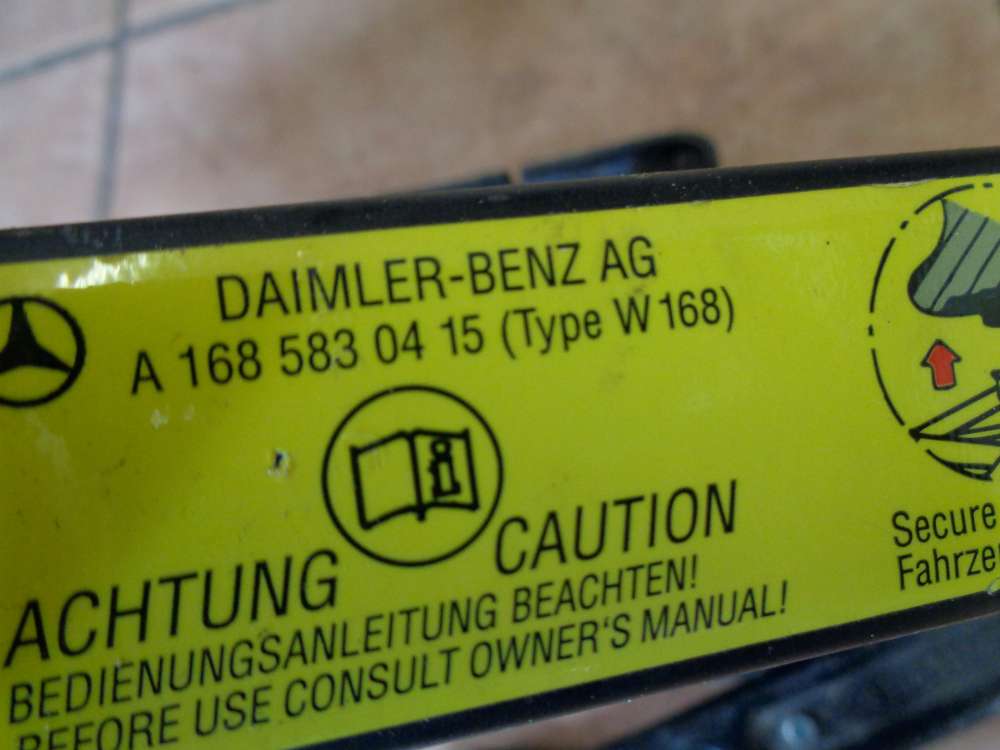 DAIMLER-BENZ AG
A 168 583 04 15 (Type W 168)
i
ACHTUNG CAUTION
BEDIENUNGSANLEITUNG BEACHTEN!
BEFORE USE CONSULT OWNER'S MANUAL!
Secure
Fahrze